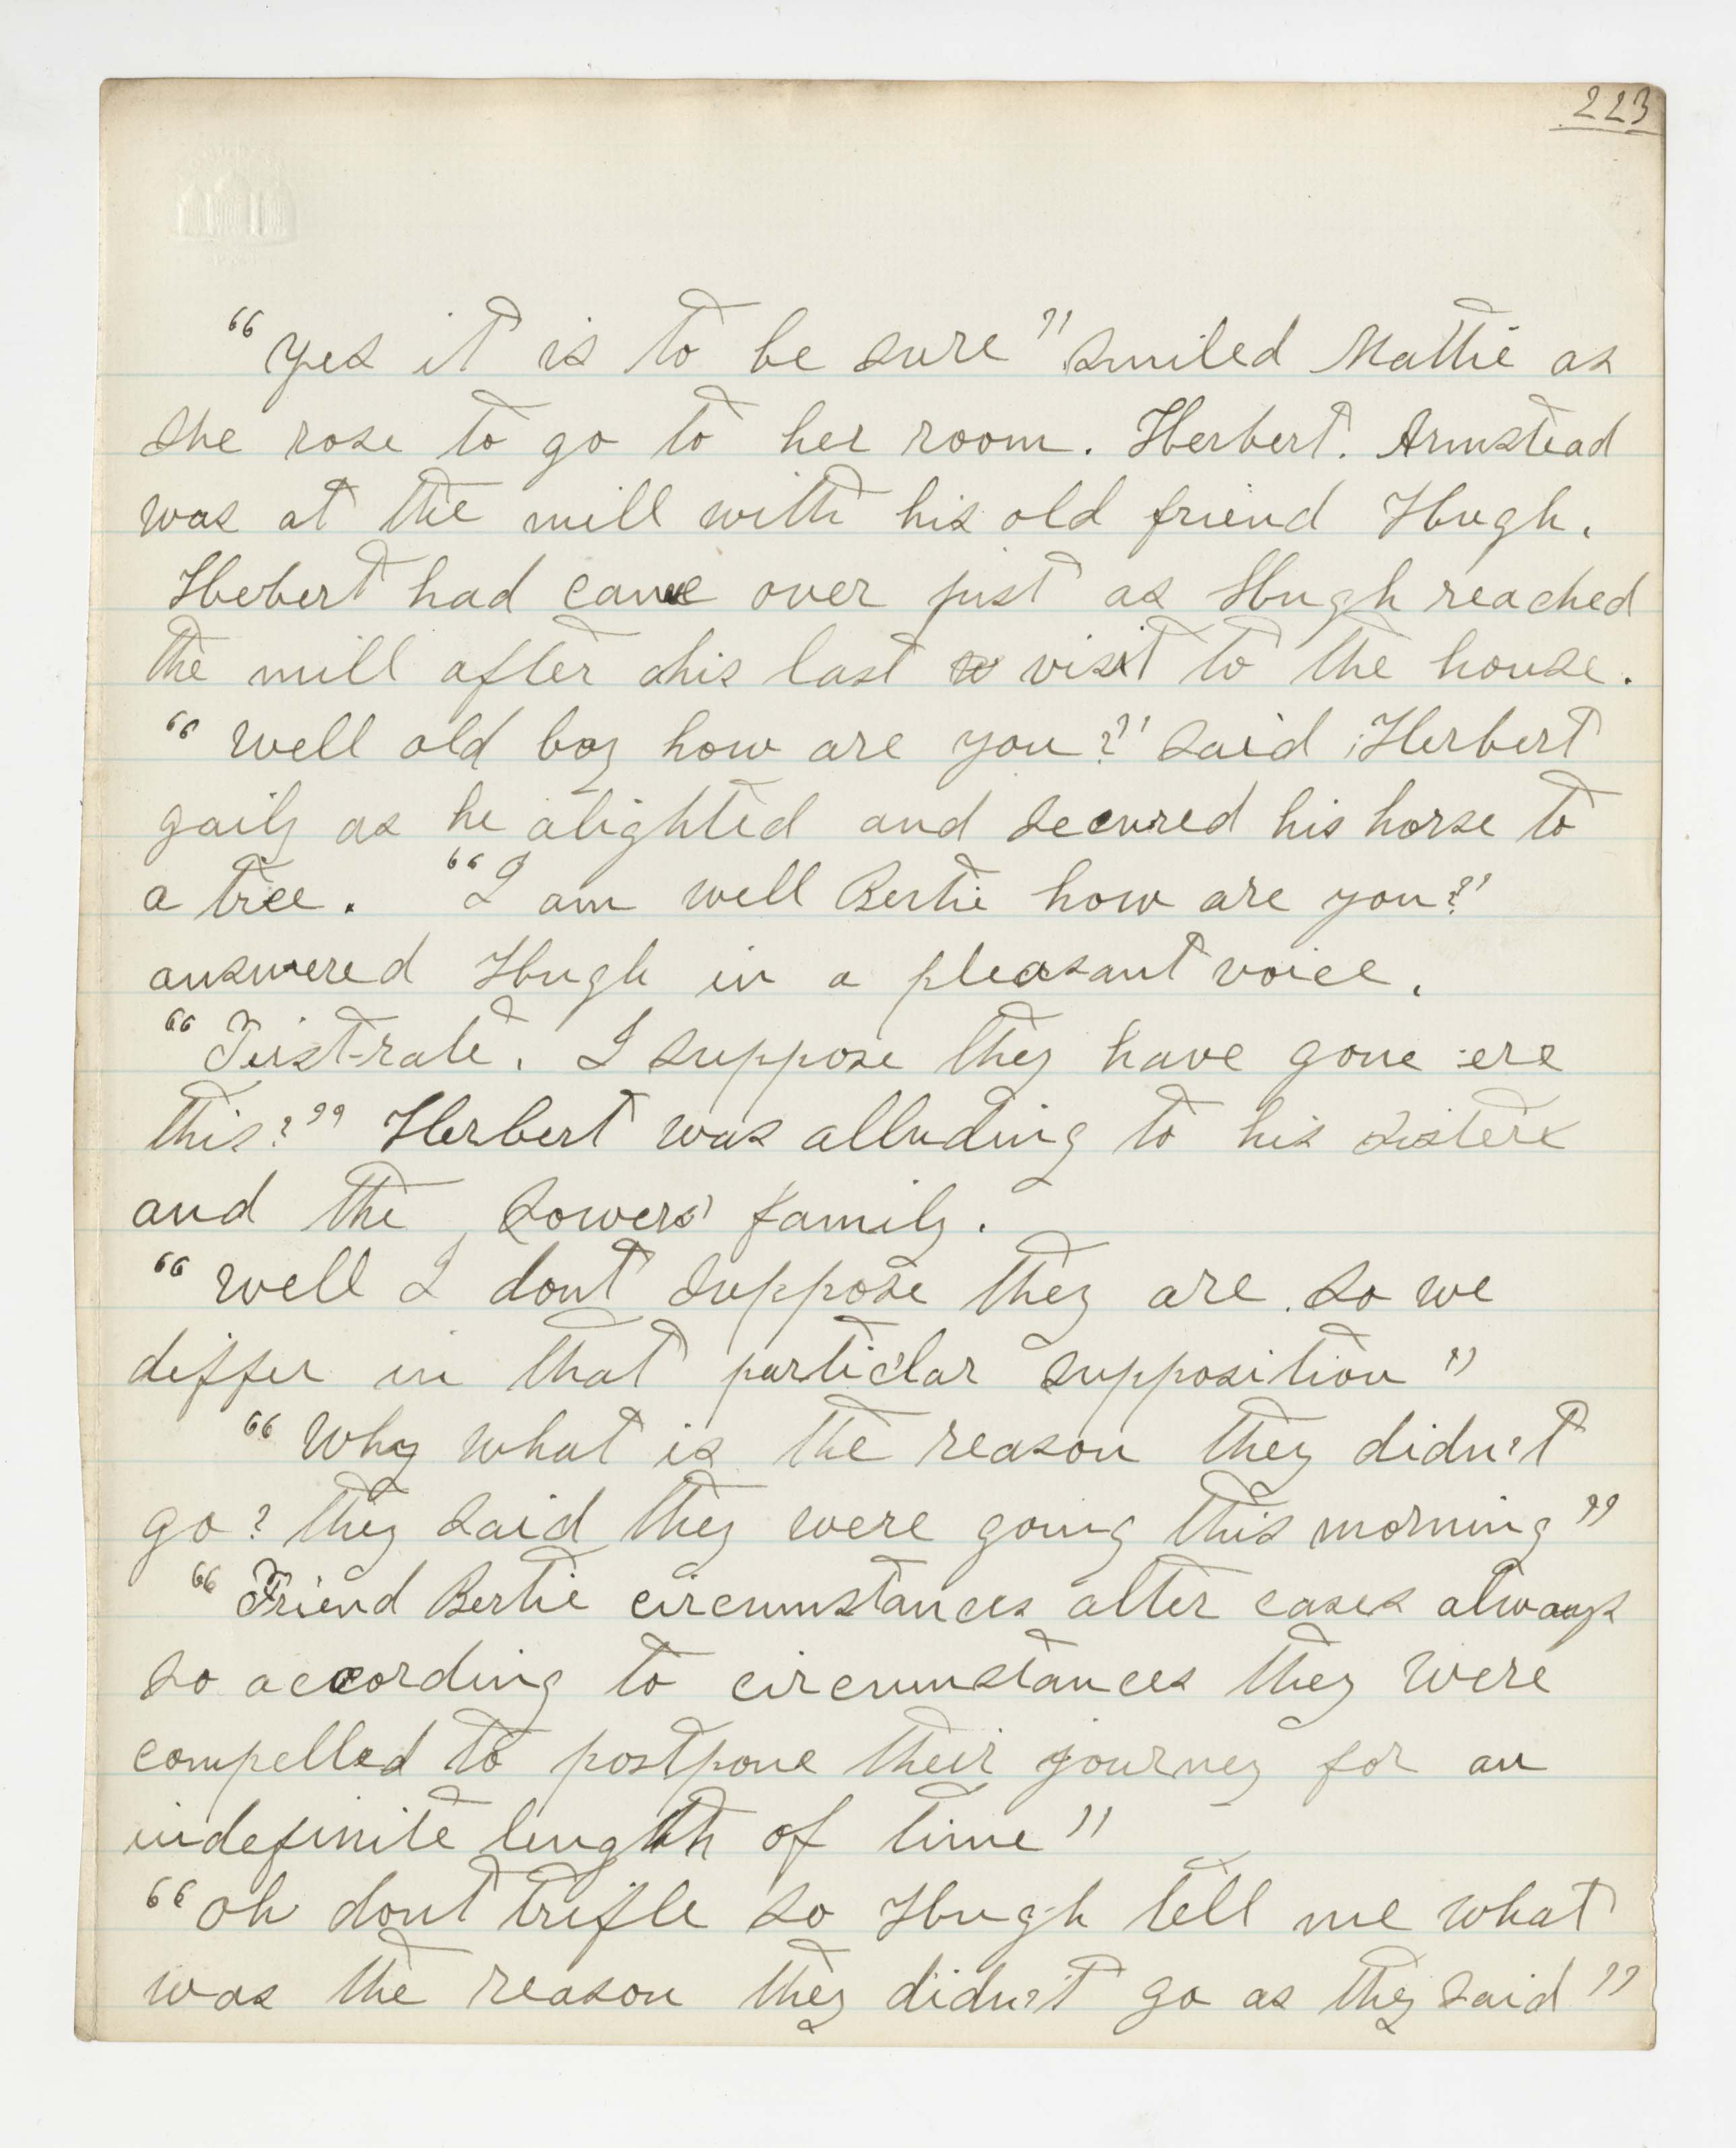 223
"Yes it is to be sure" smiled Mattie as
she rose to go to her room. Herbert. Armstead
was at the mill with his old friend Hugh.
Hebert had came over just as Hugh reached
the mill after his last visit to the house.
"Well old boy how are you?" said Herbert
gaily as he alighted and secured his horse to
a tree. "I am well Bertie how are you?"
answered Hugh in a pleasant voice.
"First-rate. I suppose they have gone ere
this?" Herbert was alluding to his sisters
and the Sowers' family.
"Well I dont suppose they are so we
differ in that partic'lar supposition"
"Why what is the reason they didn't
go? they said they were going this morning"
"Friend Bertie circumstances alter cases always
so according to circumstances they were
compelled to postpone their journey for an
indefinite length of time"
"Oh dont trifle so Hugh tell me what
was the reason they didn't go as they said"